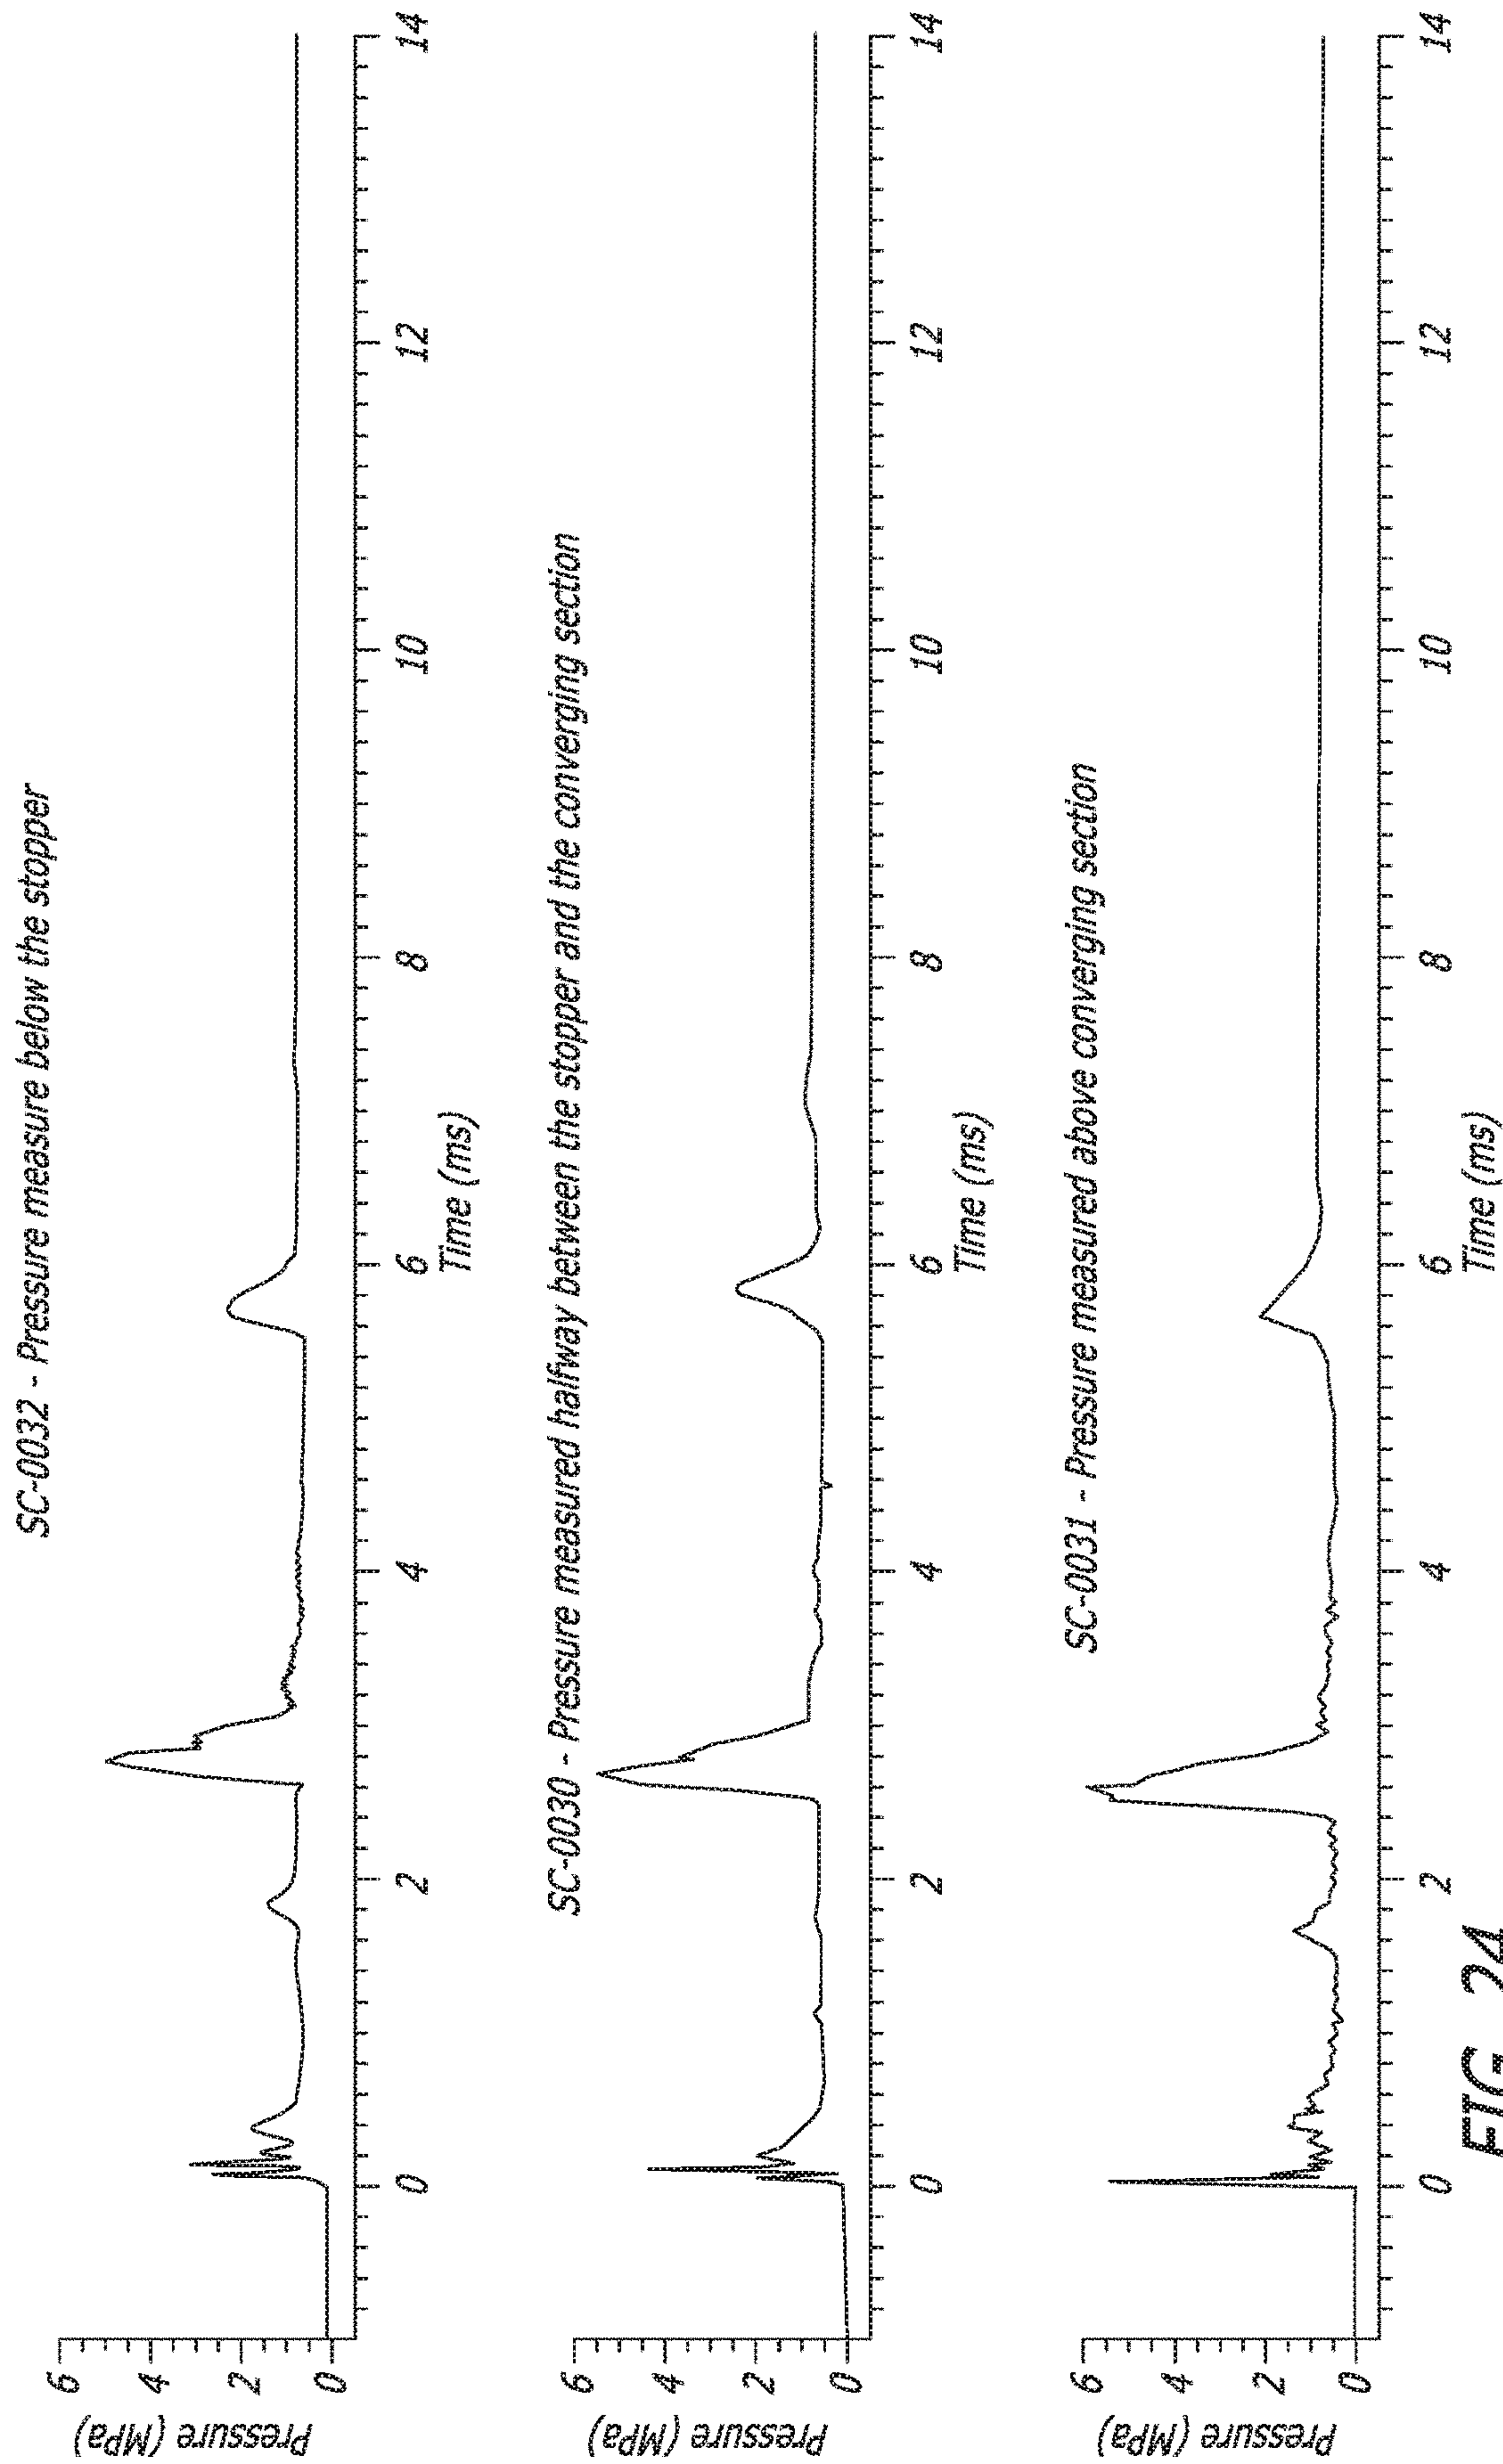 SC-0032 - Pressure measure below the stopper
Pressure (MPa)
6
4
2
0
0 2 4 6 8 10 12 14
Time (ms)
SC-0030 - Pressure measured halfway between the stopper and the converging section
Pressure (MPa)
6
4
2
0
0 2 4 6 8 10 12 14
Time (ms)
SC-0031 - Pressure measured above converging section
Pressure (MPa)
6
4
2
0
0 2 4 6 8 10 12 14
Time (ms)
FIG. 24